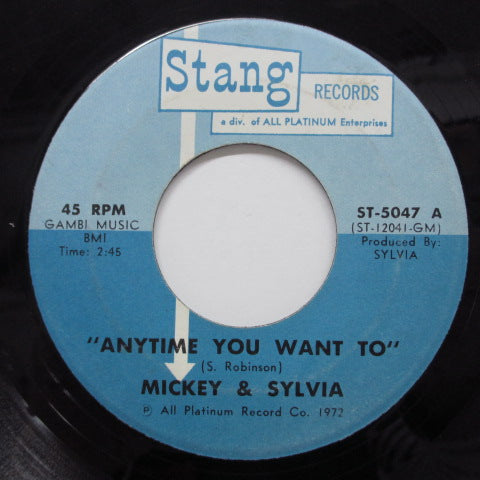 Stang
RECORDS
a div. of ALL PLATINUM Enterprises
45 RPM
GAMBI MUSIC
BMI
Time: 2:45
ST-5047 A
(ST-12041-GM)
Produced By:
SYLVIA
"ANYTIME YOU WANT TO"
(S. Robinson)
MICKEY & SYLVIA
℗ All Platinum Record Co. 1972